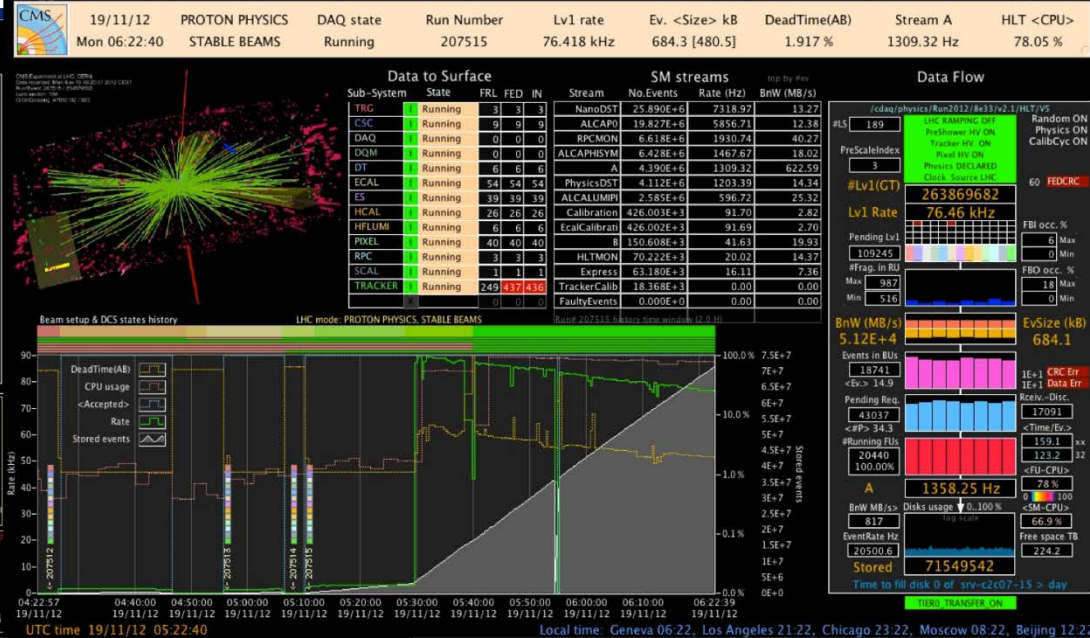 CMS
19/11/12 PROTON PHYSICS DAQ state Run Number Lv1 rate Ev. <Size> kB DeadTime(AB) Stream A HLT <CPU>
Mon 06:22:40 STABLE BEAMS Running 207515 76.418 kHz 684.3 [480.5] 1.917 % 1309.32 Hz 78.05 %
Data to Surface
Sub-System State FRL FED IN
TRG I Running 3 3 3
CSC I Running 9 9 9
DAQ I Running 0 0 0
DQM I Running 0 0 0
DT I Running 6 6 6
ECAL I Running 54 54 54
ES I Running 39 39 39
HCAL I Running 26 26 26
HFLUMI I Running 6 6 6
PIXEL I Running 40 40 40
RPC I Running 3 3 3
SCAL I Running 1 1 1
TRACKER I Running 249 437 436
X 0 0 0
SM streams top by #ev
Stream No.Events Rate (Hz) BnW (MB/s)
NanoDST 25.890E+6 7318.97 13.27
ALCAP0 19.827E+6 5856.71 12.38
RPCMON 6.618E+6 1930.74 40.27
ALCAPHISYM 6.428E+6 1467.67 18.02
A 4.390E+6 1309.32 622.59
PhysicsDST 4.112E+6 1203.39 14.34
ALCALUMIPI 2.585E+6 596.72 25.32
Calibration 426.003E+3 91.70 2.82
EcalCalibrati 426.002E+3 91.69 2.70
B 150.608E+3 41.63 19.93
HLTMON 70.222E+3 20.02 14.37
Express 63.180E+3 16.11 7.36
TrackerCalib 18.368E+3 0.00 0.00
FaultyEvents 0.000E+0 0.00 0.00
Data Flow
/cdaq/physics/Run2012/8e33/v2.1/HLT/V5
#LS 189
LHC RAMPING OFF
PreShower HV ON
Tracker HV ON
Pixel HV ON
Physics DECLARED
Clock Source LHC
Random ON
Physics ON
CalibCyc ON
PreScaleIndex
3
60 FEDCRC
#Lv1(GT) 263869682
Lv1 Rate 76.46 kHz
Pending Lv1
109245
FBI occ. %
6 Max
0 Min
#Frag. in RU
Max 987
Min 516
FBO occ. %
18 Max
0 Min
BnW (MB/s)
5.12E+4
EvSize (kB)
684.1
Events in BUs
18741
<Ev.> 14.9
1E+1 CRC Err
1E+1 Data Err
Pending Req.
43037
<#P> 34.3
Rceiv.-Disc.
17091
<Time/Ev.>
159.1 xx
123.2 32
#Running FUs
20440
100.00%
<FU-CPU>
78 %
0 100
A 1358.25 Hz
BnW MB/s> Disks usage 0..100 %
817
log scale
<SM-CPU>
66.9 %
EventRate Hz
20500.6
Free space TB
224.2
Stored 71549542
Time to fill disk 0 of srv-c2c07-15 > day
TIER0_TRANSFER_ON
Beam setup & DCS states history LHC mode: PROTON PHYSICS, STABLE BEAMS Run# 207515 history time window (2.0 H)
DeadTime(AB)
CPU usage
<Accepted>
Rate
Stored events
Rate (kHz)
90
80
70
60
50
40
30
20
10
0
100.0 %
10.0 %
1.0 %
0.1 %
0.0 %
7.5E+7
7E+7
6.5E+7
6E+7
5.5E+7
5E+7
4.5E+7
4E+7
3.5E+7
3E+7
2.5E+7
2E+7
1.5E+7
1E+7
5E+6
0E+0
Stored events
207512
207513
207514
207515
04:22:57 04:40:00 04:50:00 05:00:00 05:10:00 05:20:00 05:30:00 05:40:00 05:50:00 06:00:00 06:10:00 06:22:39
19/11/12 19/11/12 19/11/12 19/11/12 19/11/12 19/11/12 19/11/12 19/11/12 19/11/12 19/11/12 19/11/12 19/11/12
UTC time 19/11/12 05:22:40 Local time: Geneva 06:22, Los Angeles 21:22, Chicago 23:22, Moscow 08:22, Beijing 12:2